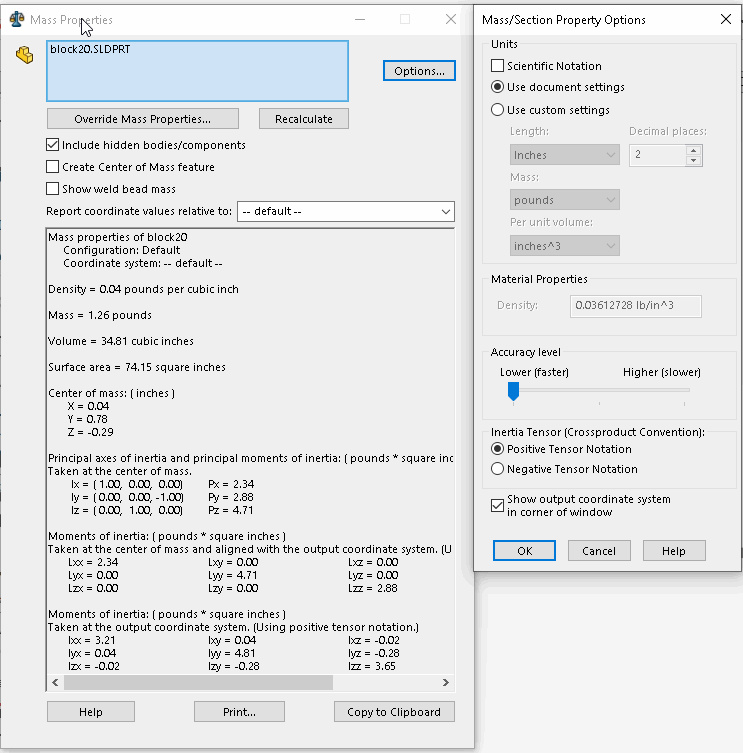 Mass Properties
block20.SLDPRT
Options...
Override Mass Properties...
Recalculate
Include hidden bodies/components
Create Center of Mass feature
Show weld bead mass
Report coordinate values relative to:
-- default --
Mass properties of block20
Configuration: Default
Coordinate system: -- default --
Density = 0.04 pounds per cubic inch
Mass = 1.26 pounds
Volume = 34.81 cubic inches
Surface area = 74.15 square inches
Center of mass: ( inches )
X = 0.04
Y = 0.78
Z = -0.29
Principal axes of inertia and principal moments of inertia: ( pounds * square inc
Taken at the center of mass.
Ix = ( 1.00, 0.00, 0.00) Px = 2.34
Iy = ( 0.00, 0.00, -1.00) Py = 2.88
Iz = ( 0.00, 1.00, 0.00) Pz = 4.71
Moments of inertia: ( pounds * square inches )
Taken at the center of mass and aligned with the output coordinate system. (U
Lxx = 2.34 Lxy = 0.00 Lxz = 0.00
Lyx = 0.00 Lyy = 4.71 Lyz = 0.00
Lzx = 0.00 Lzy = 0.00 Lzz = 2.88
Moments of inertia: ( pounds * square inches )
Taken at the output coordinate system. (Using positive tensor notation.)
Ixx = 3.21 Ixy = 0.04 Ixz = -0.02
Iyx = 0.04 Iyy = 4.81 Iyz = -0.28
Izx = -0.02 Izy = -0.28 Izz = 3.65
Help
Print...
Copy to Clipboard
Mass/Section Property Options
Units
Scientific Notation
Use document settings
Use custom settings
Length:
Decimal places:
Inches
2
Mass:
pounds
Per unit volume:
inches^3
Material Properties
Density:
0.03612728 lb/in^3
Accuracy level
Lower (faster)
Higher (slower)
Inertia Tensor (Crossproduct Convention):
Positive Tensor Notation
Negative Tensor Notation
Show output coordinate system
in corner of window
OK
Cancel
Help